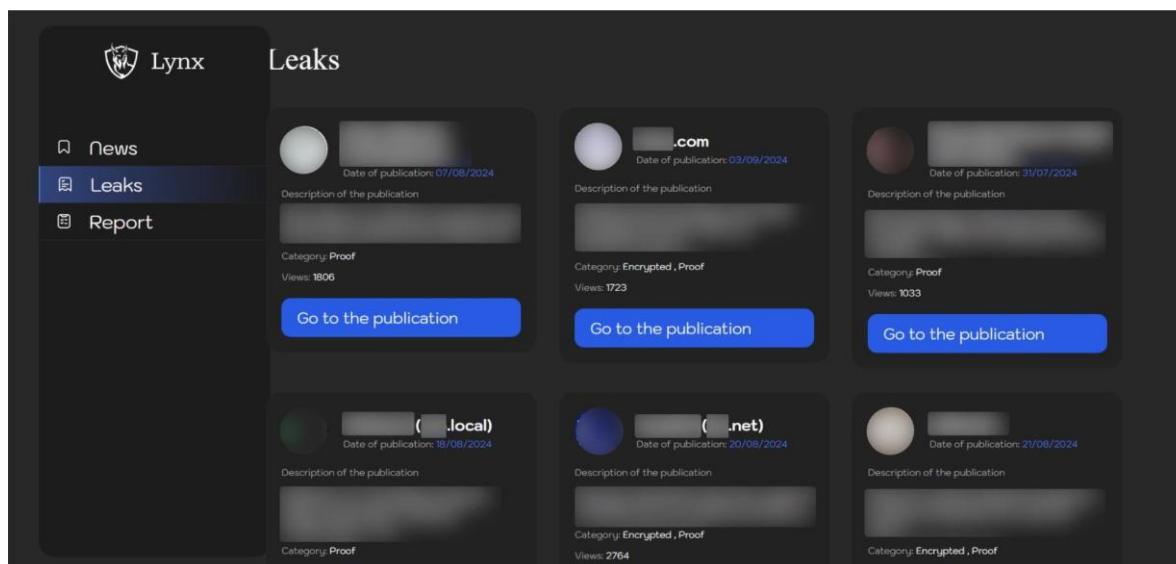 Lynx
Leaks
News
Leaks
Report
Date of publication: 07/08/2024
Description of the publication
Category: Proof
Views: 1806
Go to the publication
.com
Date of publication: 03/09/2024
Description of the publication
Category: Encrypted , Proof
Views: 1723
Go to the publication
Date of publication: 31/07/2024
Description of the publication
Category: Proof
Views: 1033
Go to the publication
( .local)
Date of publication: 18/08/2024
Description of the publication
Category: Proof
( .net)
Date of publication: 20/08/2024
Description of the publication
Category: Encrypted , Proof
Views: 2764
Date of publication: 21/08/2024
Description of the publication
Category: Encrypted , Proof